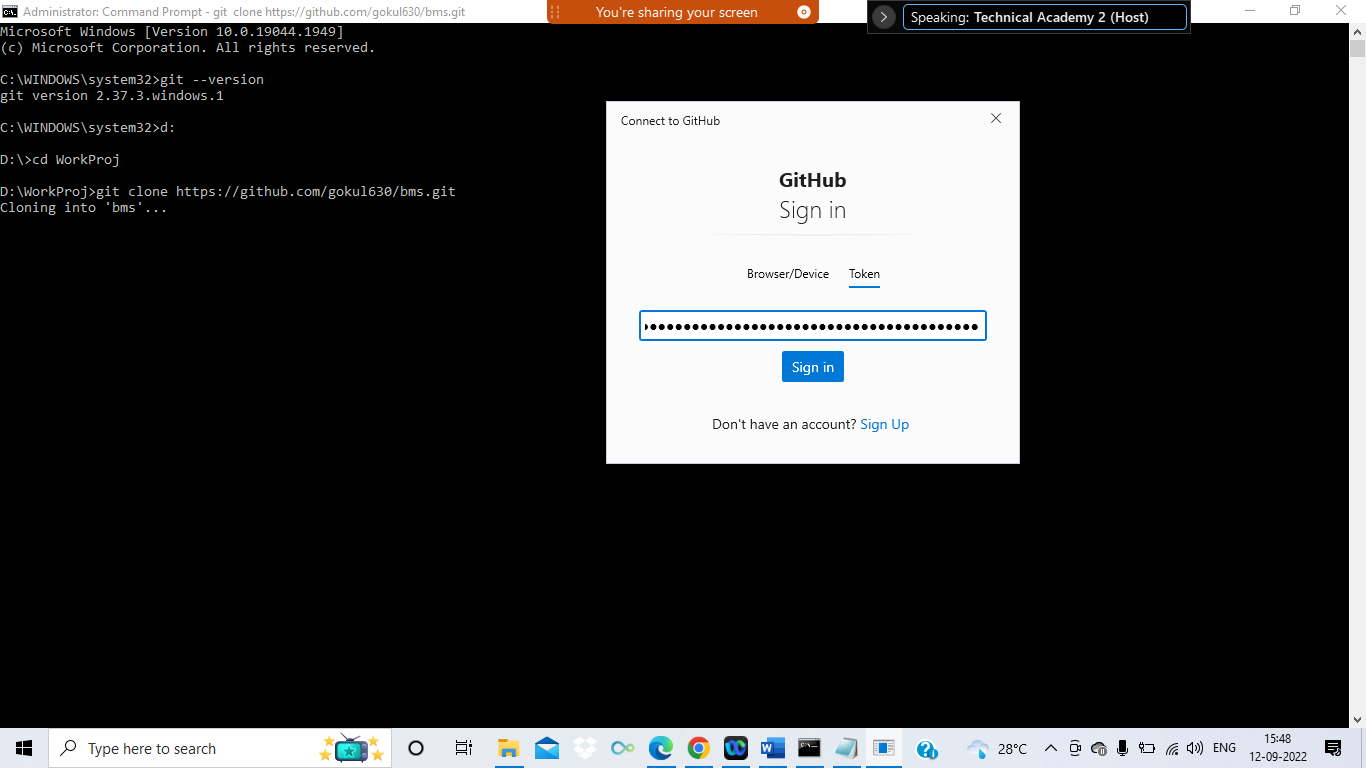 Administrator: Command Prompt - git  clone https://github.com/gokul630/bms.git
You're sharing your screen
Speaking: Technical Academy 2 (Host)
Microsoft Windows [Version 10.0.19044.1949]
(c) Microsoft Corporation. All rights reserved.
C:\WINDOWS\system32>git --version
git version 2.37.3.windows.1
C:\WINDOWS\system32>d:
D:\>cd WorkProj
D:\WorkProj>git clone https://github.com/gokul630/bms.git
Cloning into 'bms'...
Connect to GitHub
GitHub
Sign in
Browser/Device Token
Sign in
Don't have an account? Sign Up
Type here to search
28°C
ENG
15:48
12-09-2022